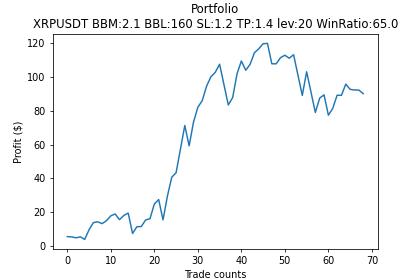 Portfolio
XRPUSDT BBM:2.1 BBL:160 SL:1.2 TP:1.4 lev:20 WinRatio:65.0
120
100
80
60
40
20
0
Profit ($)
0 10 20 30 40 50 60 70
Trade counts